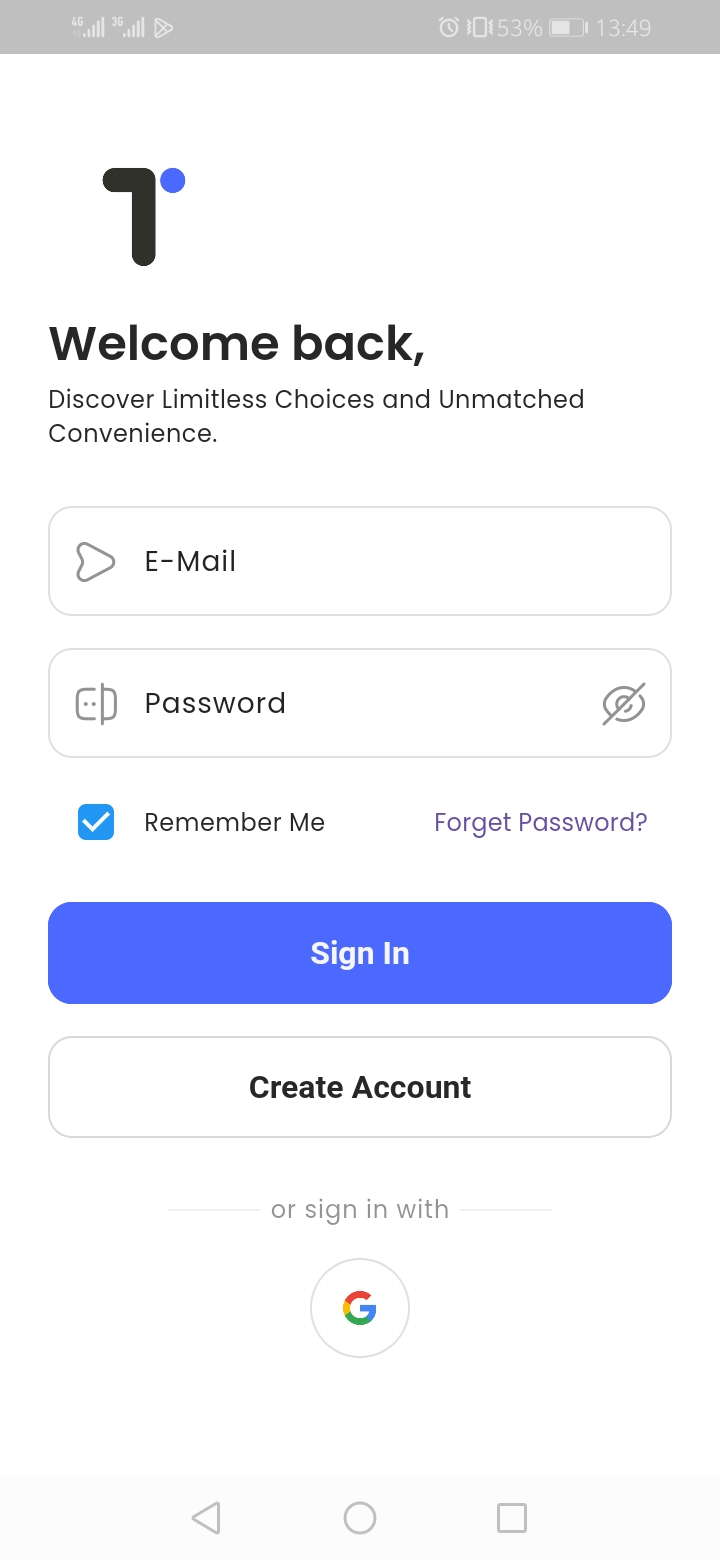 4G 3G 53% 13:49
Welcome back,
Discover Limitless Choices and Unmatched
Convenience.
E-Mail
Password
Remember Me Forget Password?
Sign In
Create Account
or sign in with